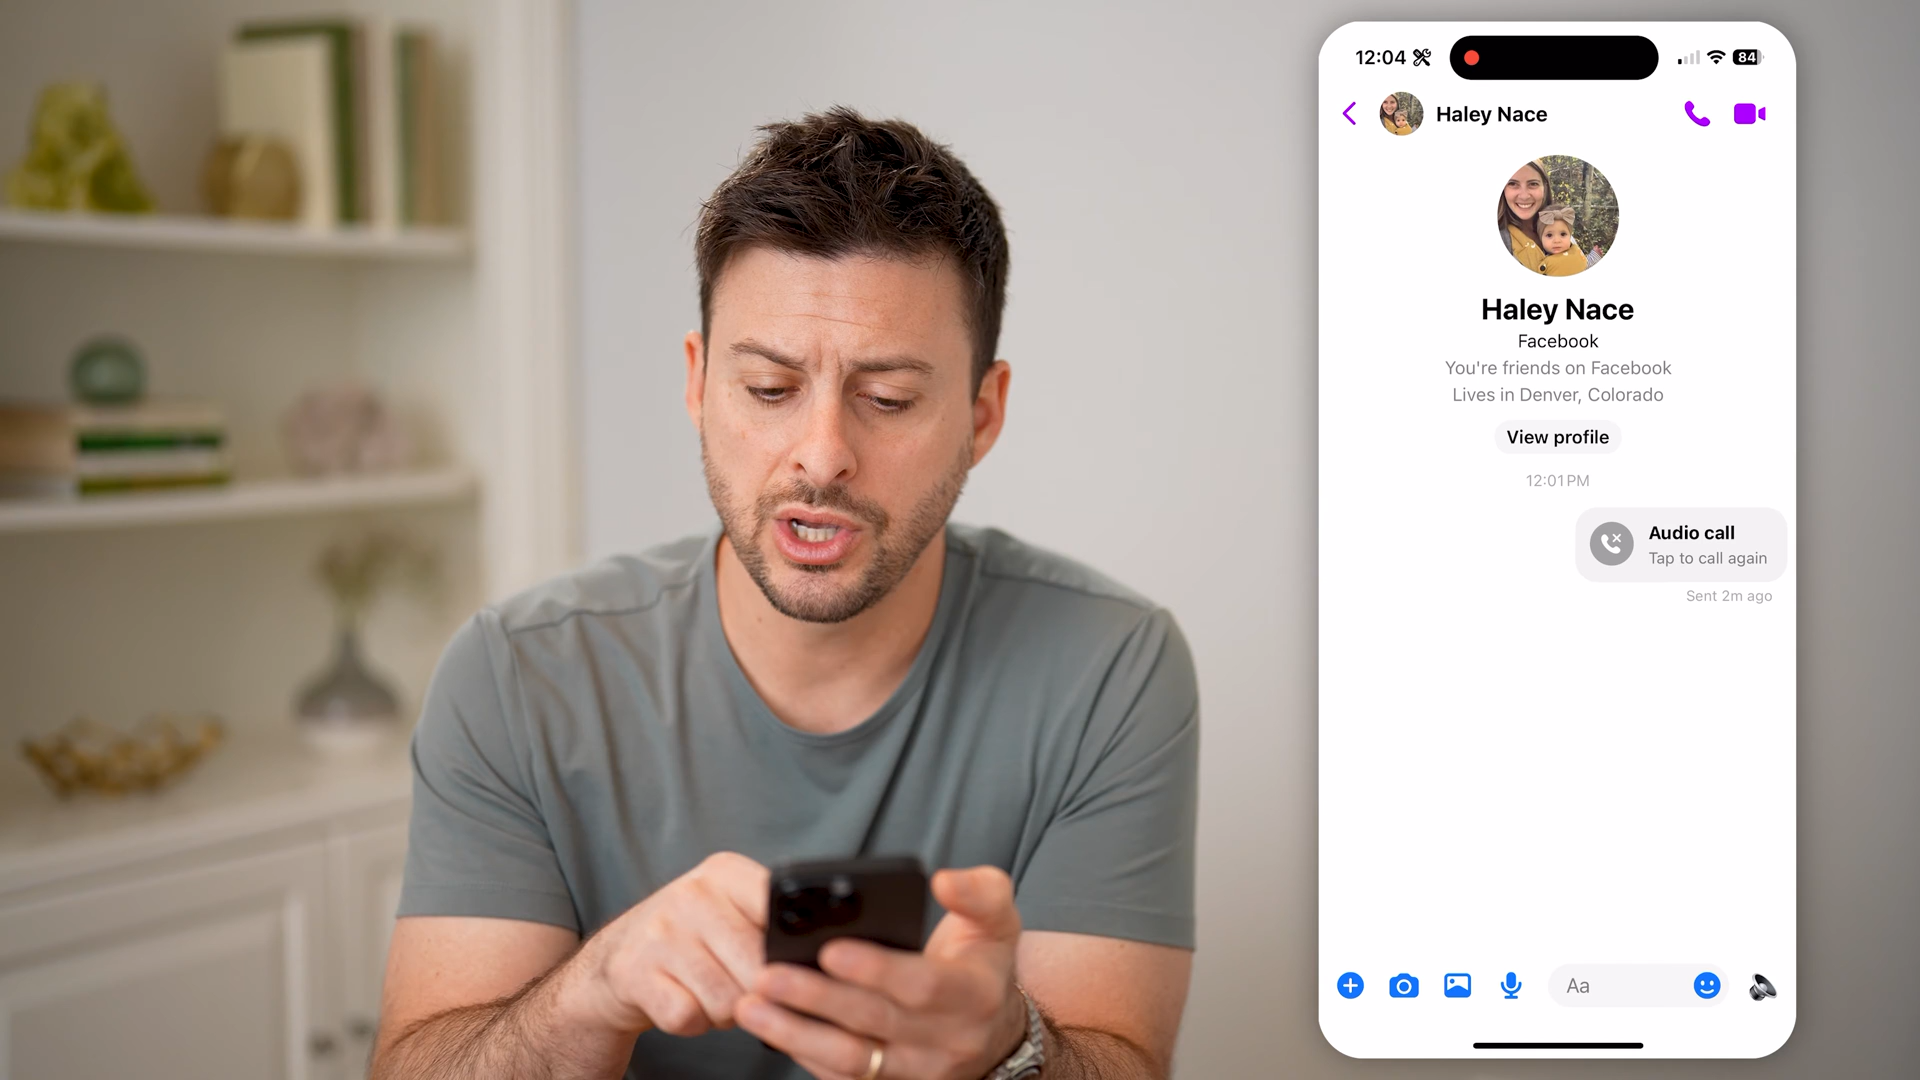 12:04
84
Haley Nace
Haley Nace
Facebook
You're friends on Facebook
Lives in Denver, Colorado
View profile
12:01 PM
Audio call
Tap to call again
Sent 2m ago
Aa